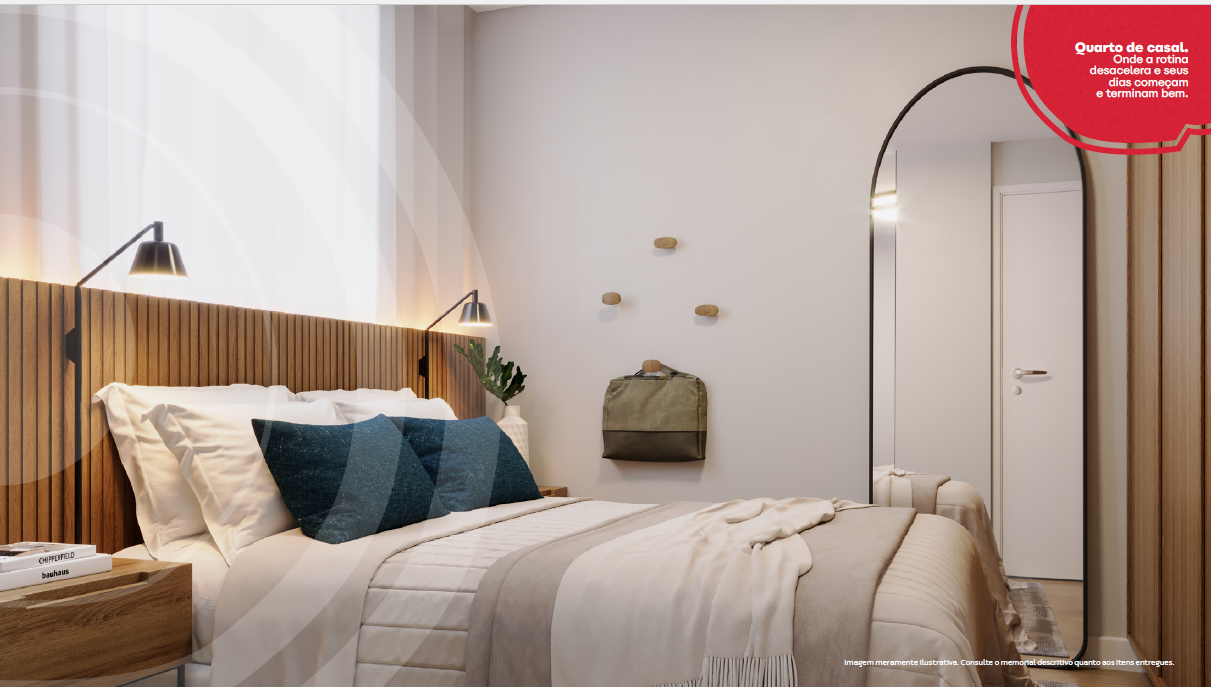 Quarto de casal.
Onde a rotina
desacelera e seus
dias começam
e terminam bem.
CHIPPERFIELD
bauhaus
Imagem meramente ilustrativa. Consulte o memorial descritivo quanto aos itens entregues.